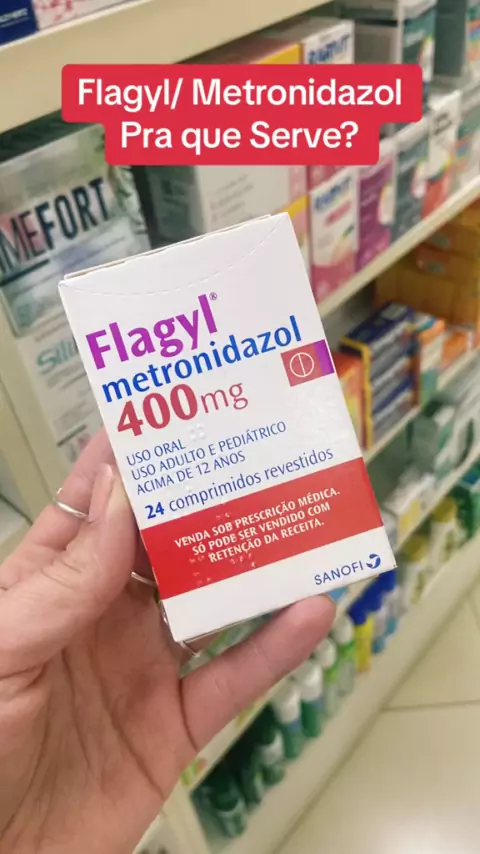 Flagyl/ Metronidazol
Pra que Serve?
MEFORT
Flagyl®
metronidazol
400mg
USO ORAL
USO ADULTO E PEDIÁTRICO
ACIMA DE 12 ANOS
24 comprimidos revestidos
VENDA SOB PRESCRIÇÃO MÉDICA.
SÓ PODE SER VENDIDO COM
RETENÇÃO DA RECEITA.
SANOFI